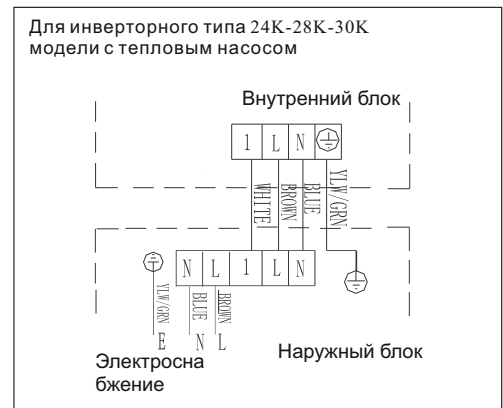 Для инверторного типа 24K-28K-30K
модели с тепловым насосом
Внутренний блок
1 L N
WHITE BROWN BLUE YLW/GRN
N L 1 L N
YLW/GRN BLUE BROWN
E N L
Электросна
бжение
Наружный блок